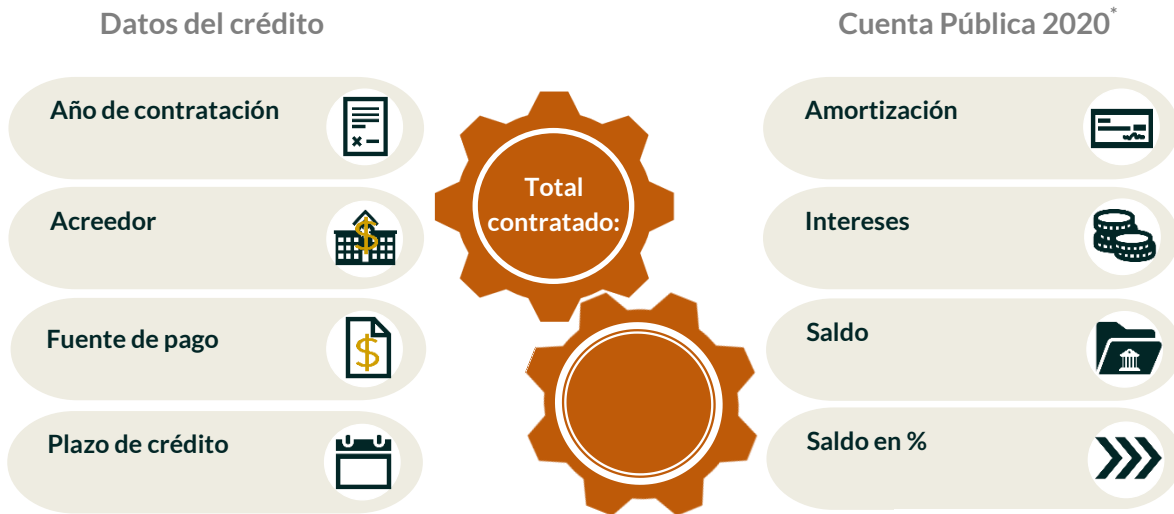 Datos del crédito
Año de contratación
Acreedor
Fuente de pago
Plazo de crédito
Total
contratado:
Cuenta Pública 2020*
Amortización
Intereses
Saldo
Saldo en %